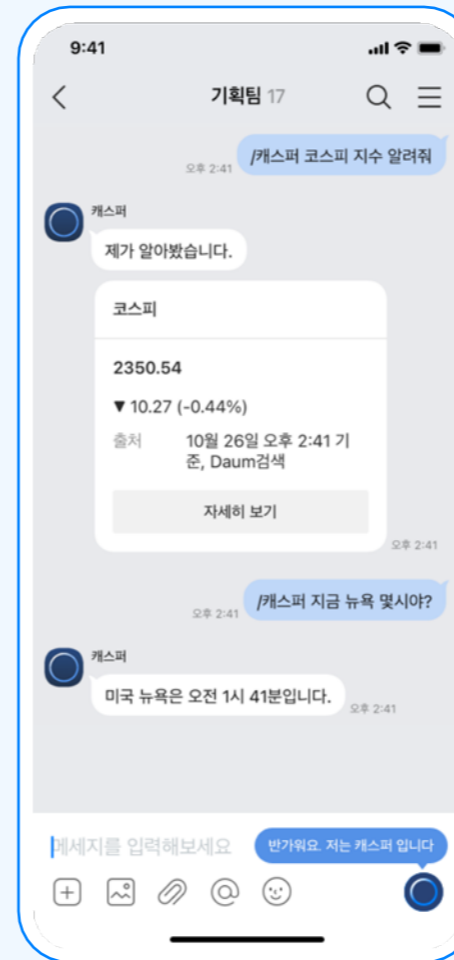 9:41
기획팀 17
/캐스퍼 코스피 지수 알려줘
오후 2:41
캐스퍼
제가 알아봤습니다.
코스피
2350.54
▼ 10.27 (-0.44%)
출처 10월 26일 오후 2:41 기
준, Daum검색
자세히 보기
오후 2:41
/캐스퍼 지금 뉴욕 몇시야?
오후 2:41
캐스퍼
미국 뉴욕은 오전 1시 41분입니다.
오후 2:41
메세지를 입력해보세요
반가워요. 저는 캐스퍼 입니다